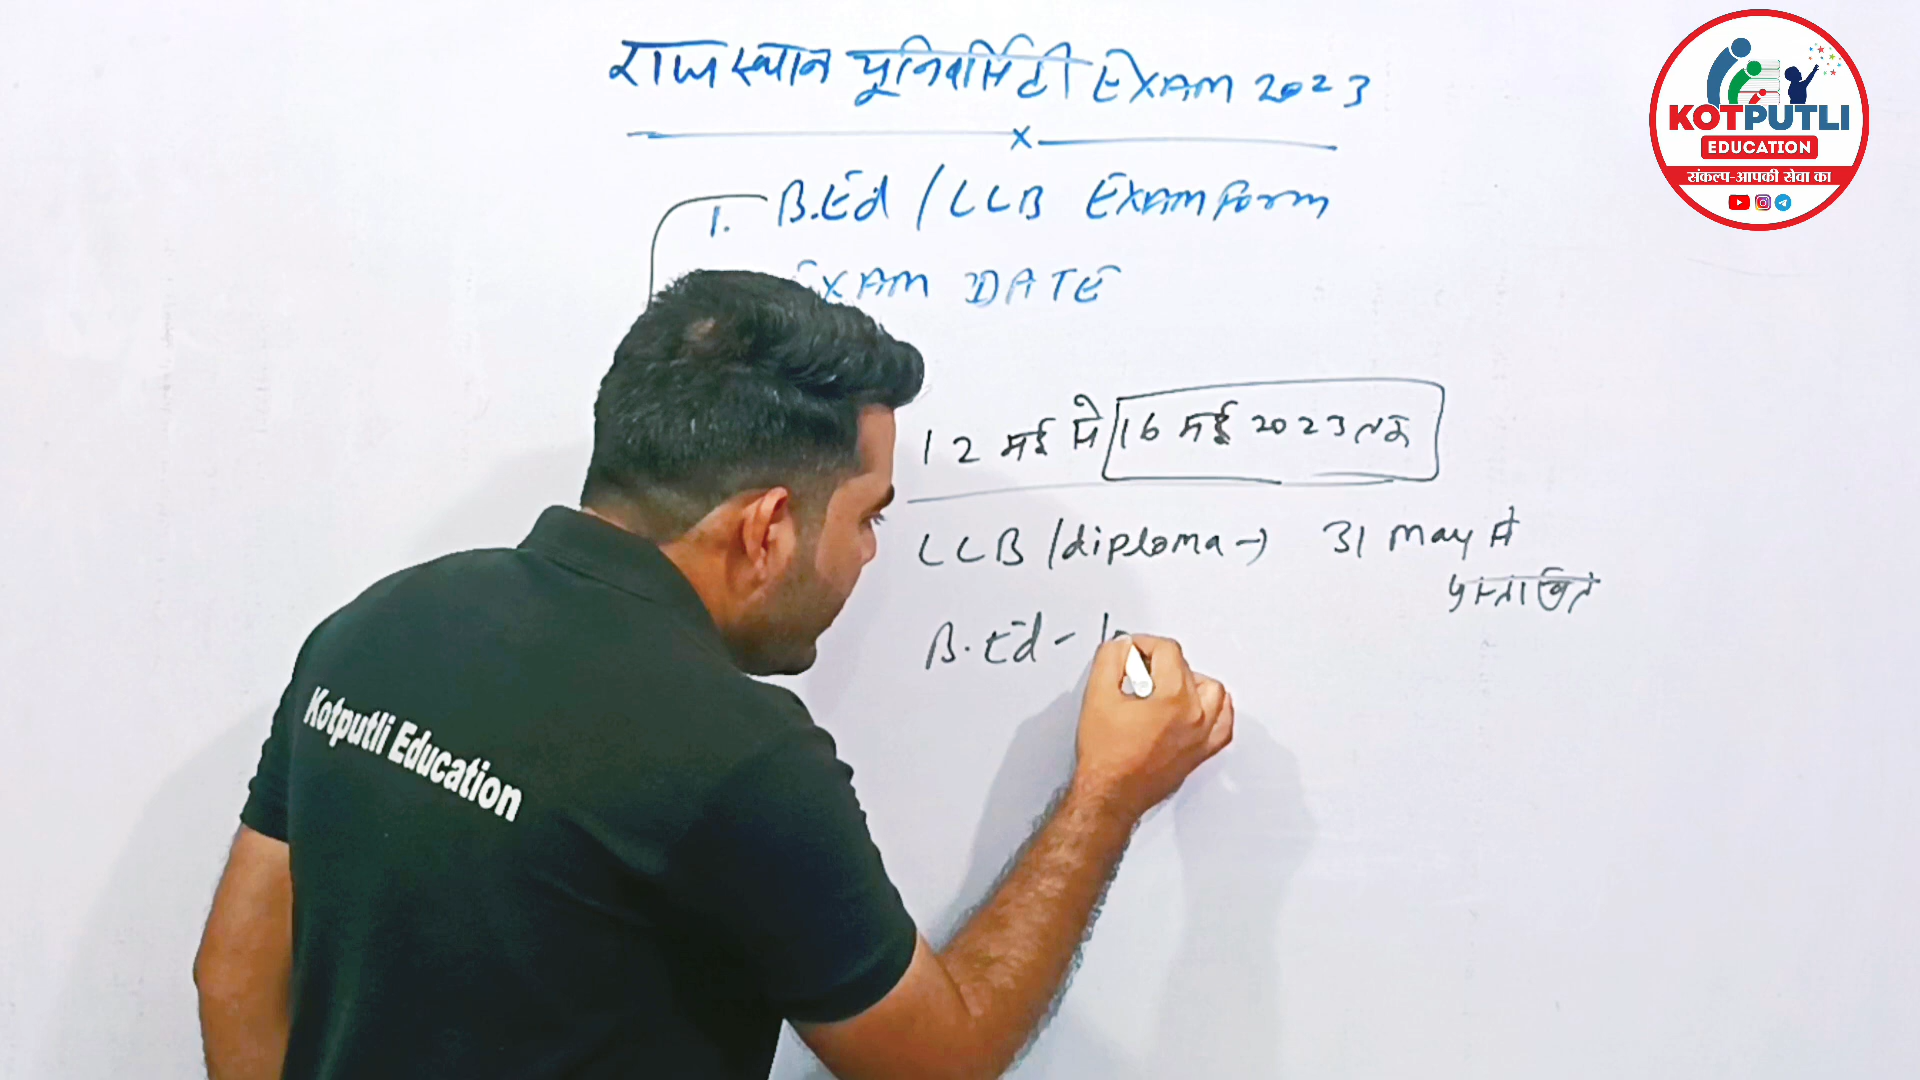 राजस्थान यूनिवर्सिटी EXAM 2023
x
1. B.Ed / LLB EXAM form
EXAM DATE
12 मई से 16 मई 2023 तक
LLB /diploma → 31 May से
प्रस्तावित
B.Ed -
Kotputli Education
KOTPUTLI
EDUCATION
संकल्प-आपकी सेवा का